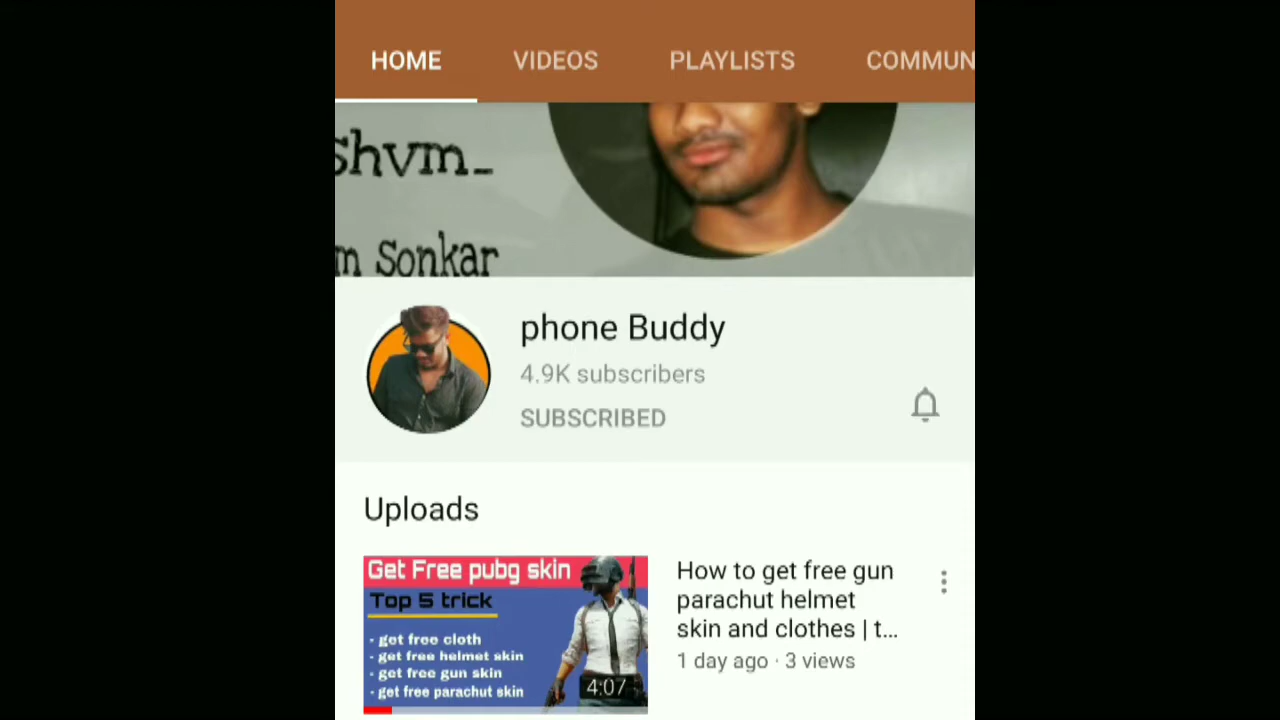 HOME VIDEOS PLAYLISTS COMMUN
Shvm_
m Sonkar
phone Buddy
4.9K subscribers
SUBSCRIBED
Uploads
Get Free pubg skin
Top 5 trick
- get free cloth
- get free helmet skin
- get free gun skin
- get free parachut skin
4:07
How to get free gun
parachut helmet
skin and clothes | t...
1 day ago · 3 views